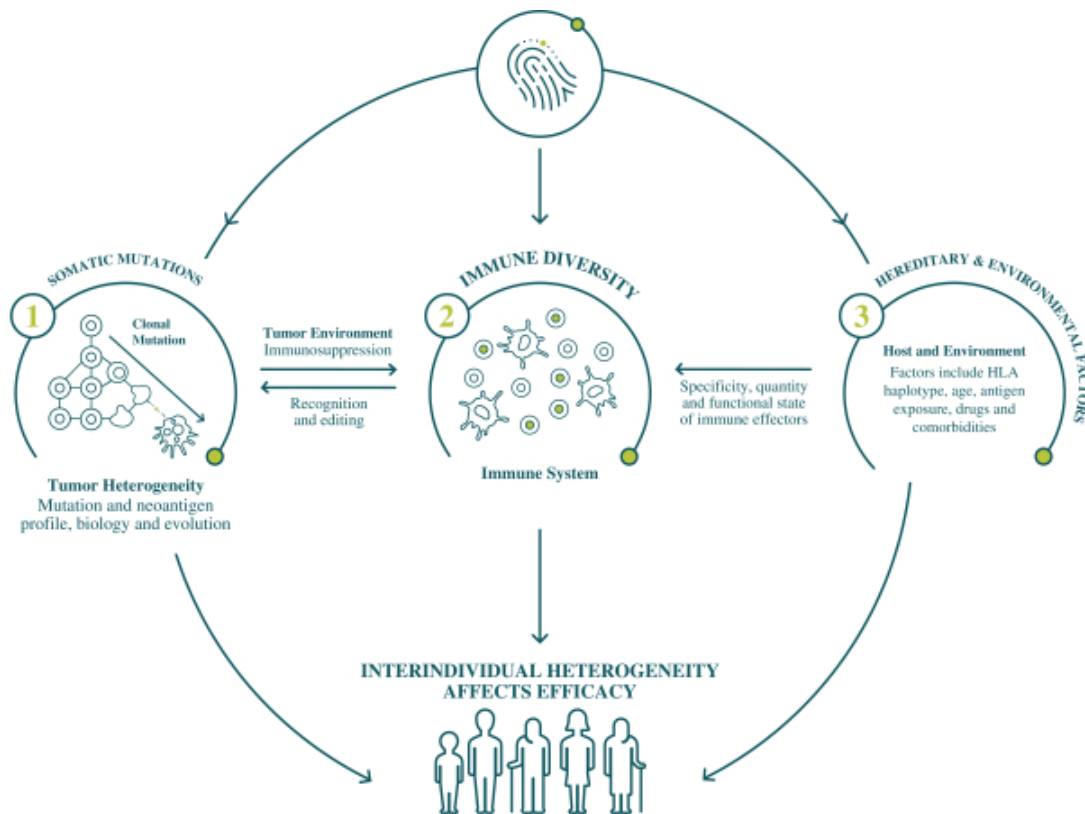 SOMATIC MUTATIONS
1
Clonal
Mutation
Tumor Heterogeneity
Mutation and neoantigen
profile, biology and evolution
Tumor Environment
Immunosuppression
Recognition
and editing
IMMUNE DIVERSITY
2
Immune System
Specificity, quantity
and functional state
of immune effectors
HEREDITARY & ENVIRONMENTAL FACTORS
3
Host and Environment
Factors include HLA
haplotype, age, antigen
exposure, drugs and
comorbidities
INTERINDIVIDUAL HETEROGENEITY
AFFECTS EFFICACY